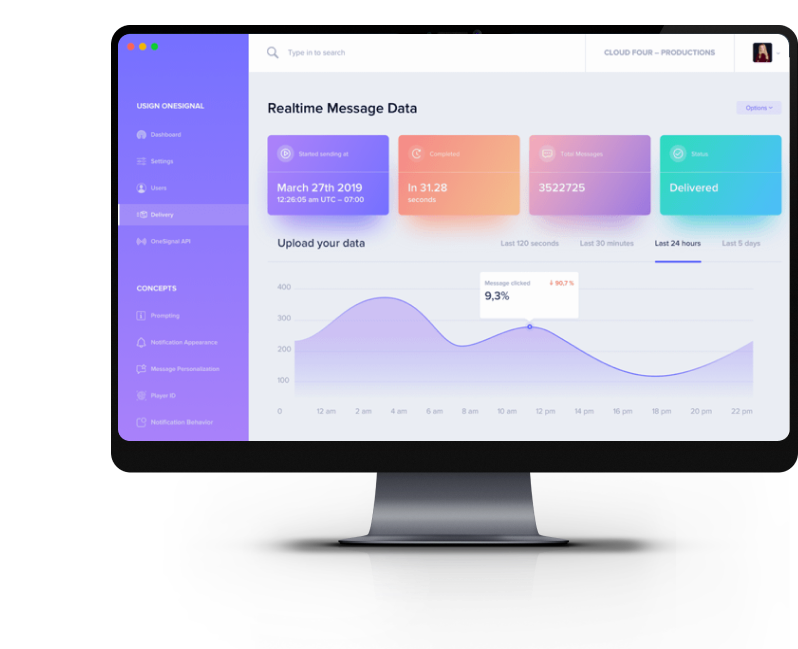 Type in to search
CLOUD FOUR – PRODUCTIONS
USIGN ONESIGNAL
Dashboard
Settings
Users
Delivery
OneSignal API
CONCEPTS
Prompting
Notification Appearance
Message Personalization
Player ID
Notification Behavior
Realtime Message Data
Options
Started sending at
March 27th 2019
12:26:05 am UTC – 07:00
Completed
In 31.28
seconds
Total Messages
3522725
Status
Delivered
Upload your data
Last 120 seconds
Last 30 minutes
Last 24 hours
Last 5 days
Message clicked
90,7 %
9,3%
400
300
200
100
0 12 am 2 am 4 am 6 am 8 am 10 am 12 pm 14 pm 16 pm 18 pm 20 pm 22 pm